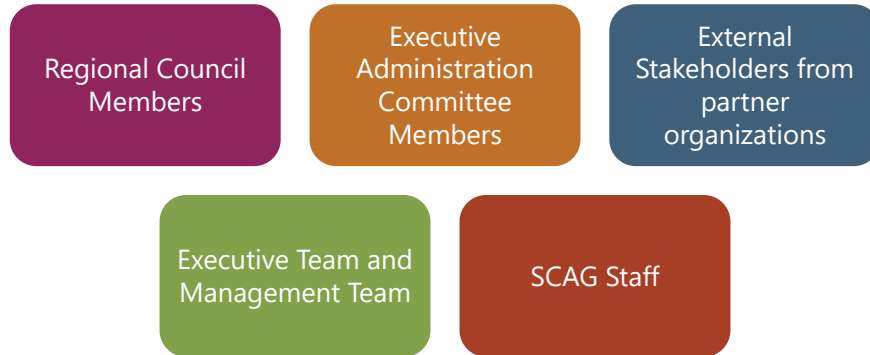 Regional Council
Members
Executive
Administration
Committee
Members
External
Stakeholders from
partner
organizations
Executive Team and
Management Team
SCAG Staff